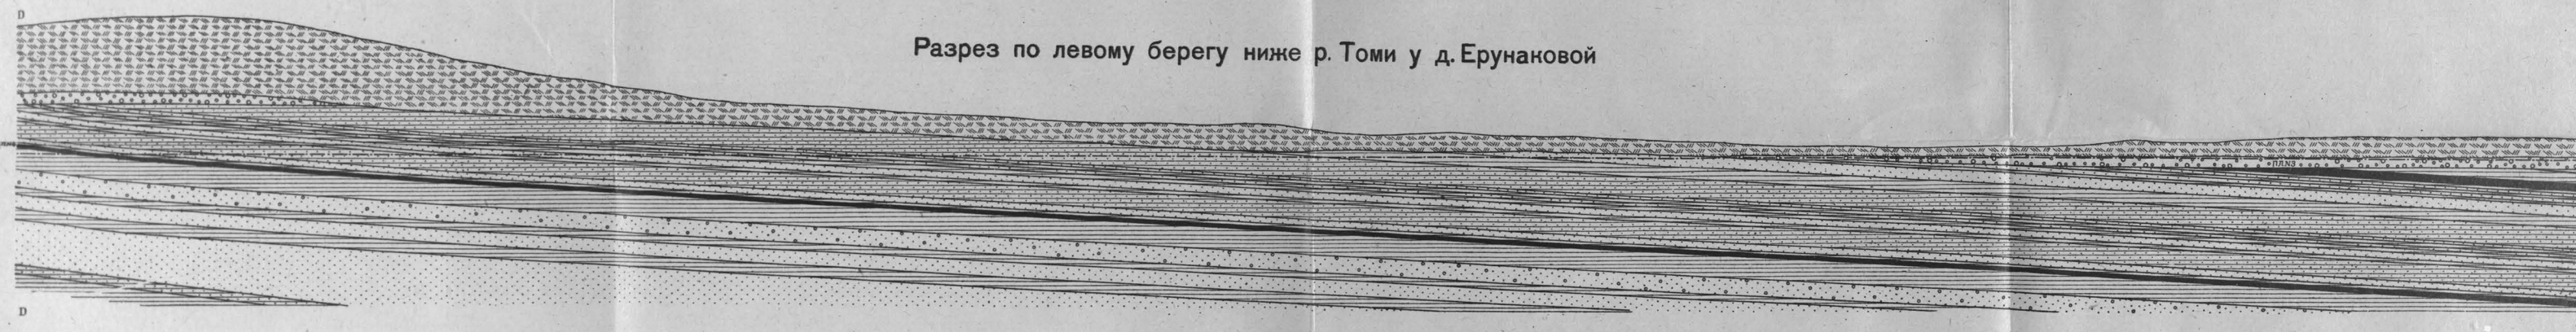 D
Разрез по левому берегу ниже р. Томи у д. Ерунаковой
D